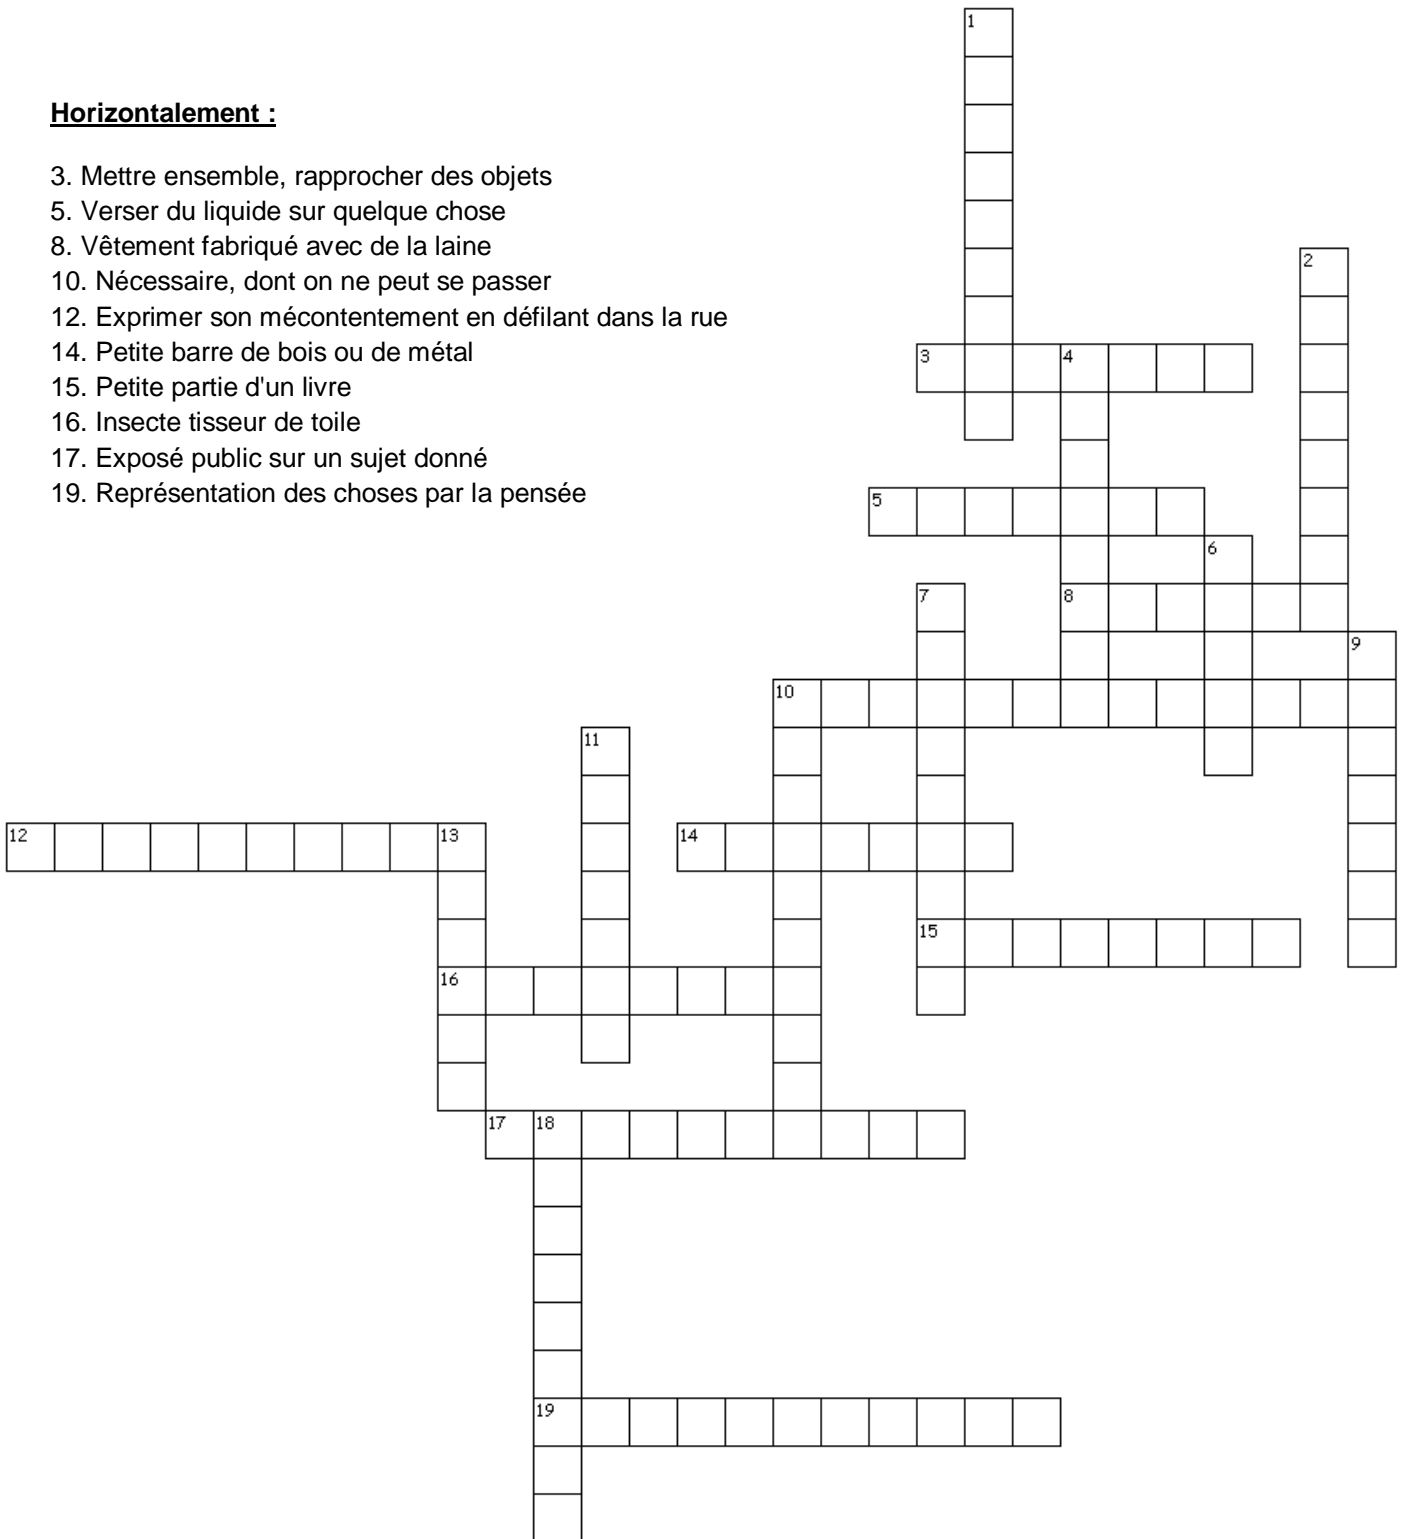 1
Horizontalement :
3. Mettre ensemble, rapprocher des objets
5. Verser du liquide sur quelque chose
8. Vêtement fabriqué avec de la laine
10. Nécessaire, dont on ne peut se passer
12. Exprimer son mécontentement en défilant dans la rue
14. Petite barre de bois ou de métal
15. Petite partie d'un livre
16. Insecte tisseur de toile
17. Exposé public sur un sujet donné
19. Représentation des choses par la pensée
2
3 4
5
6
7 8
9
10
11
12 13 14
15
16
17 18
19